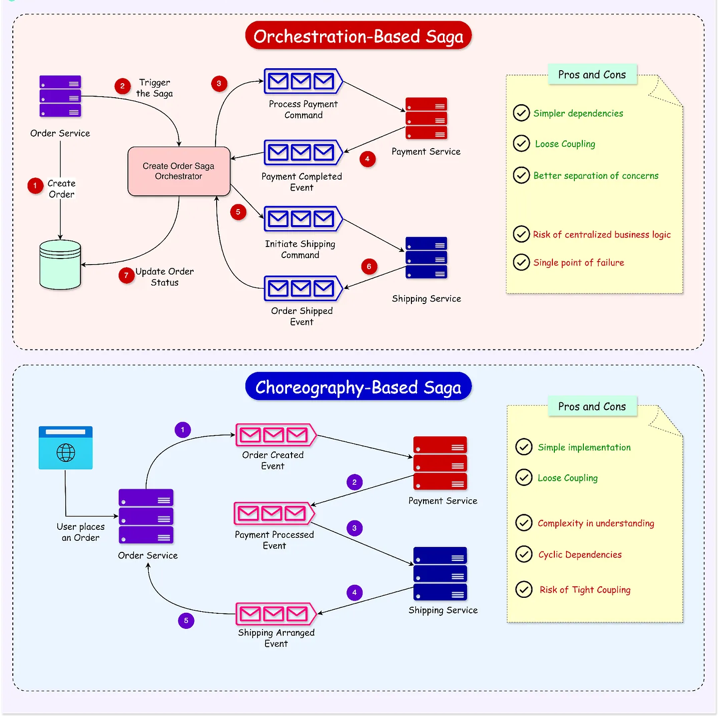 Orchestration-Based Saga
2
Trigger
the Saga
3
Process Payment
Command
Order Service
Payment Service
Create Order Saga
Orchestrator
4
Payment Completed
Event
1
Create
Order
5
Initiate Shipping
Command
6
7
Update Order
Status
Order Shipped
Event
Shipping Service
Pros and Cons
Simpler dependencies
Loose Coupling
Better separation of concerns
Risk of centralized business logic
Single point of failure
Choreography-Based Saga
1
Order Created
Event
2
Payment Service
User places
an Order
Order Service
Payment Processed
Event
3
4
Shipping Service
5
Shipping Arranged
Event
Pros and Cons
Simple implementation
Loose Coupling
Complexity in understanding
Cyclic Dependencies
Risk of Tight Coupling